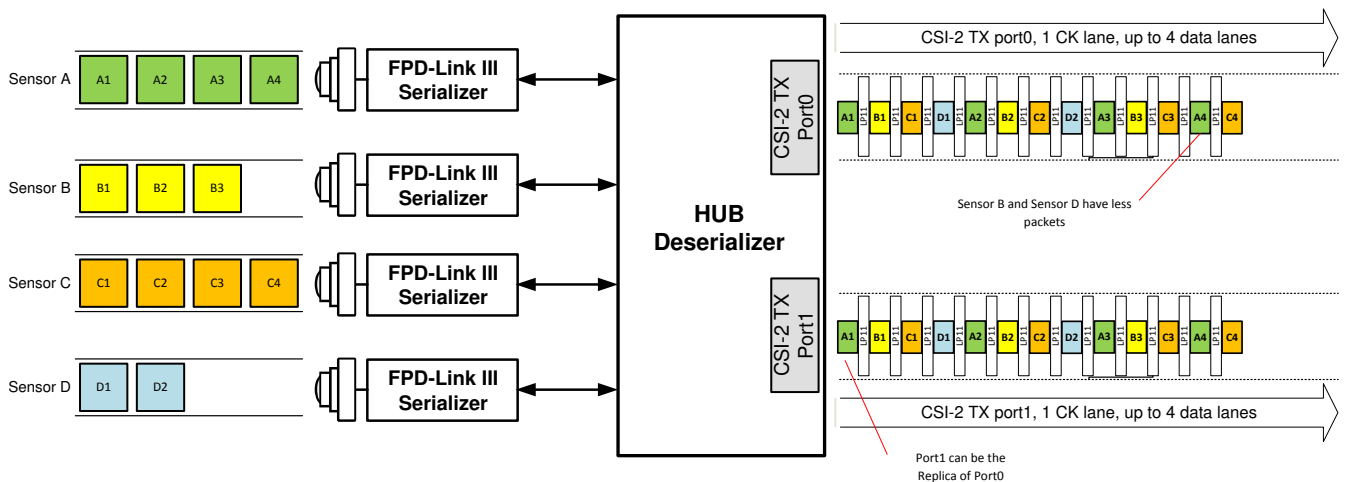 CSI-2 TX port0, 1 CK lane, up to 4 data lanes
Sensor A
A1 A2 A3 A4
FPD-Link III
Serializer
CSI-2 TX
Port0
A1 LP11 B1 LP11 C1 LP11 D1 LP11 A2 LP11 B2 LP11 C2 LP11 D2 LP11 A3 LP11 B3 LP11 C3 LP11 A4 LP11 C4
Sensor B
B1 B2 B3
FPD-Link III
Serializer
Sensor B and Sensor D have less
packets
HUB
Deserializer
Sensor C
C1 C2 C3 C4
FPD-Link III
Serializer
CSI-2 TX
Port1
A1 LP11 B1 LP11 C1 LP11 D1 LP11 A2 LP11 B2 LP11 C2 LP11 D2 LP11 A3 LP11 B3 LP11 C3 LP11 A4 LP11 C4
Sensor D
D1 D2
FPD-Link III
Serializer
CSI-2 TX port1, 1 CK lane, up to 4 data lanes
Port1 can be the
Replica of Port0